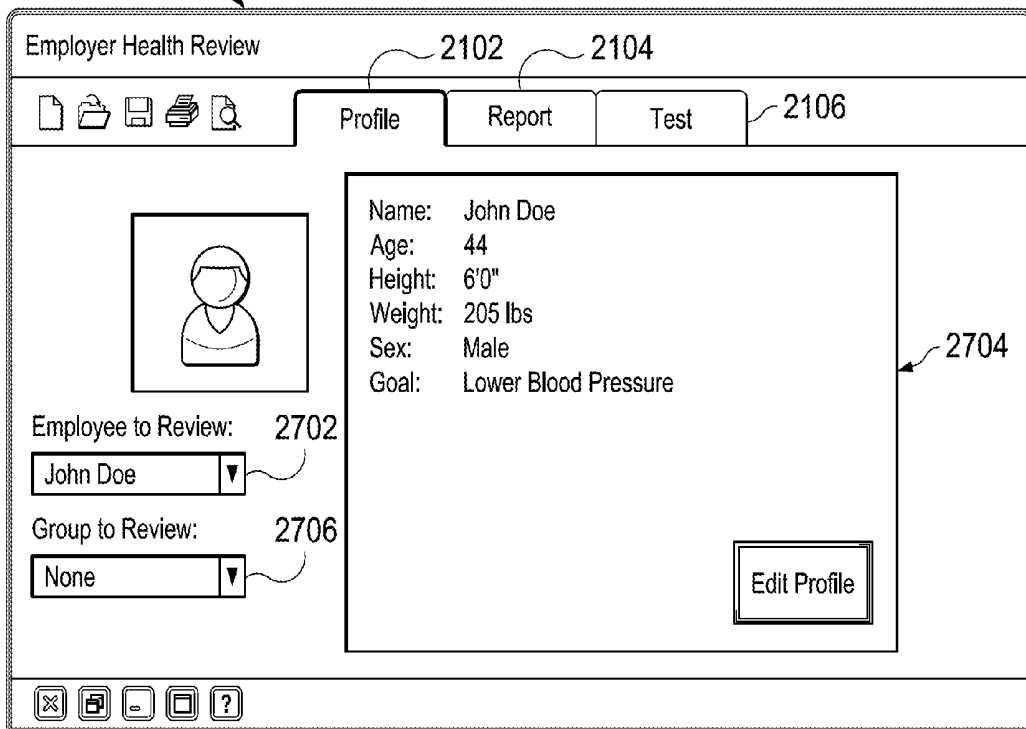 Employer Health Review
2102
2104
Profile
Report
Test
2106
Name: John Doe
Age: 44
Height: 6'0"
Weight: 205 lbs
Sex: Male
Goal: Lower Blood Pressure
2704
Employee to Review:
2702
John Doe
Group to Review:
2706
None
Edit Profile
?